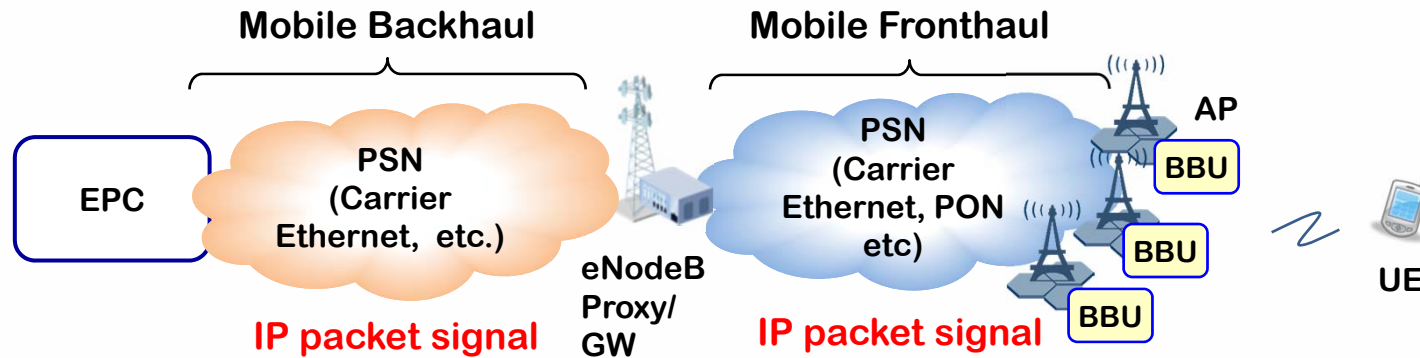 Mobile Backhaul
Mobile Fronthaul
EPC
PSN
(Carrier
Ethernet, etc.)
IP packet signal
eNodeB
Proxy/
GW
PSN
(Carrier
Ethernet, PON
etc)
IP packet signal
AP
BBU
BBU
BBU
UE